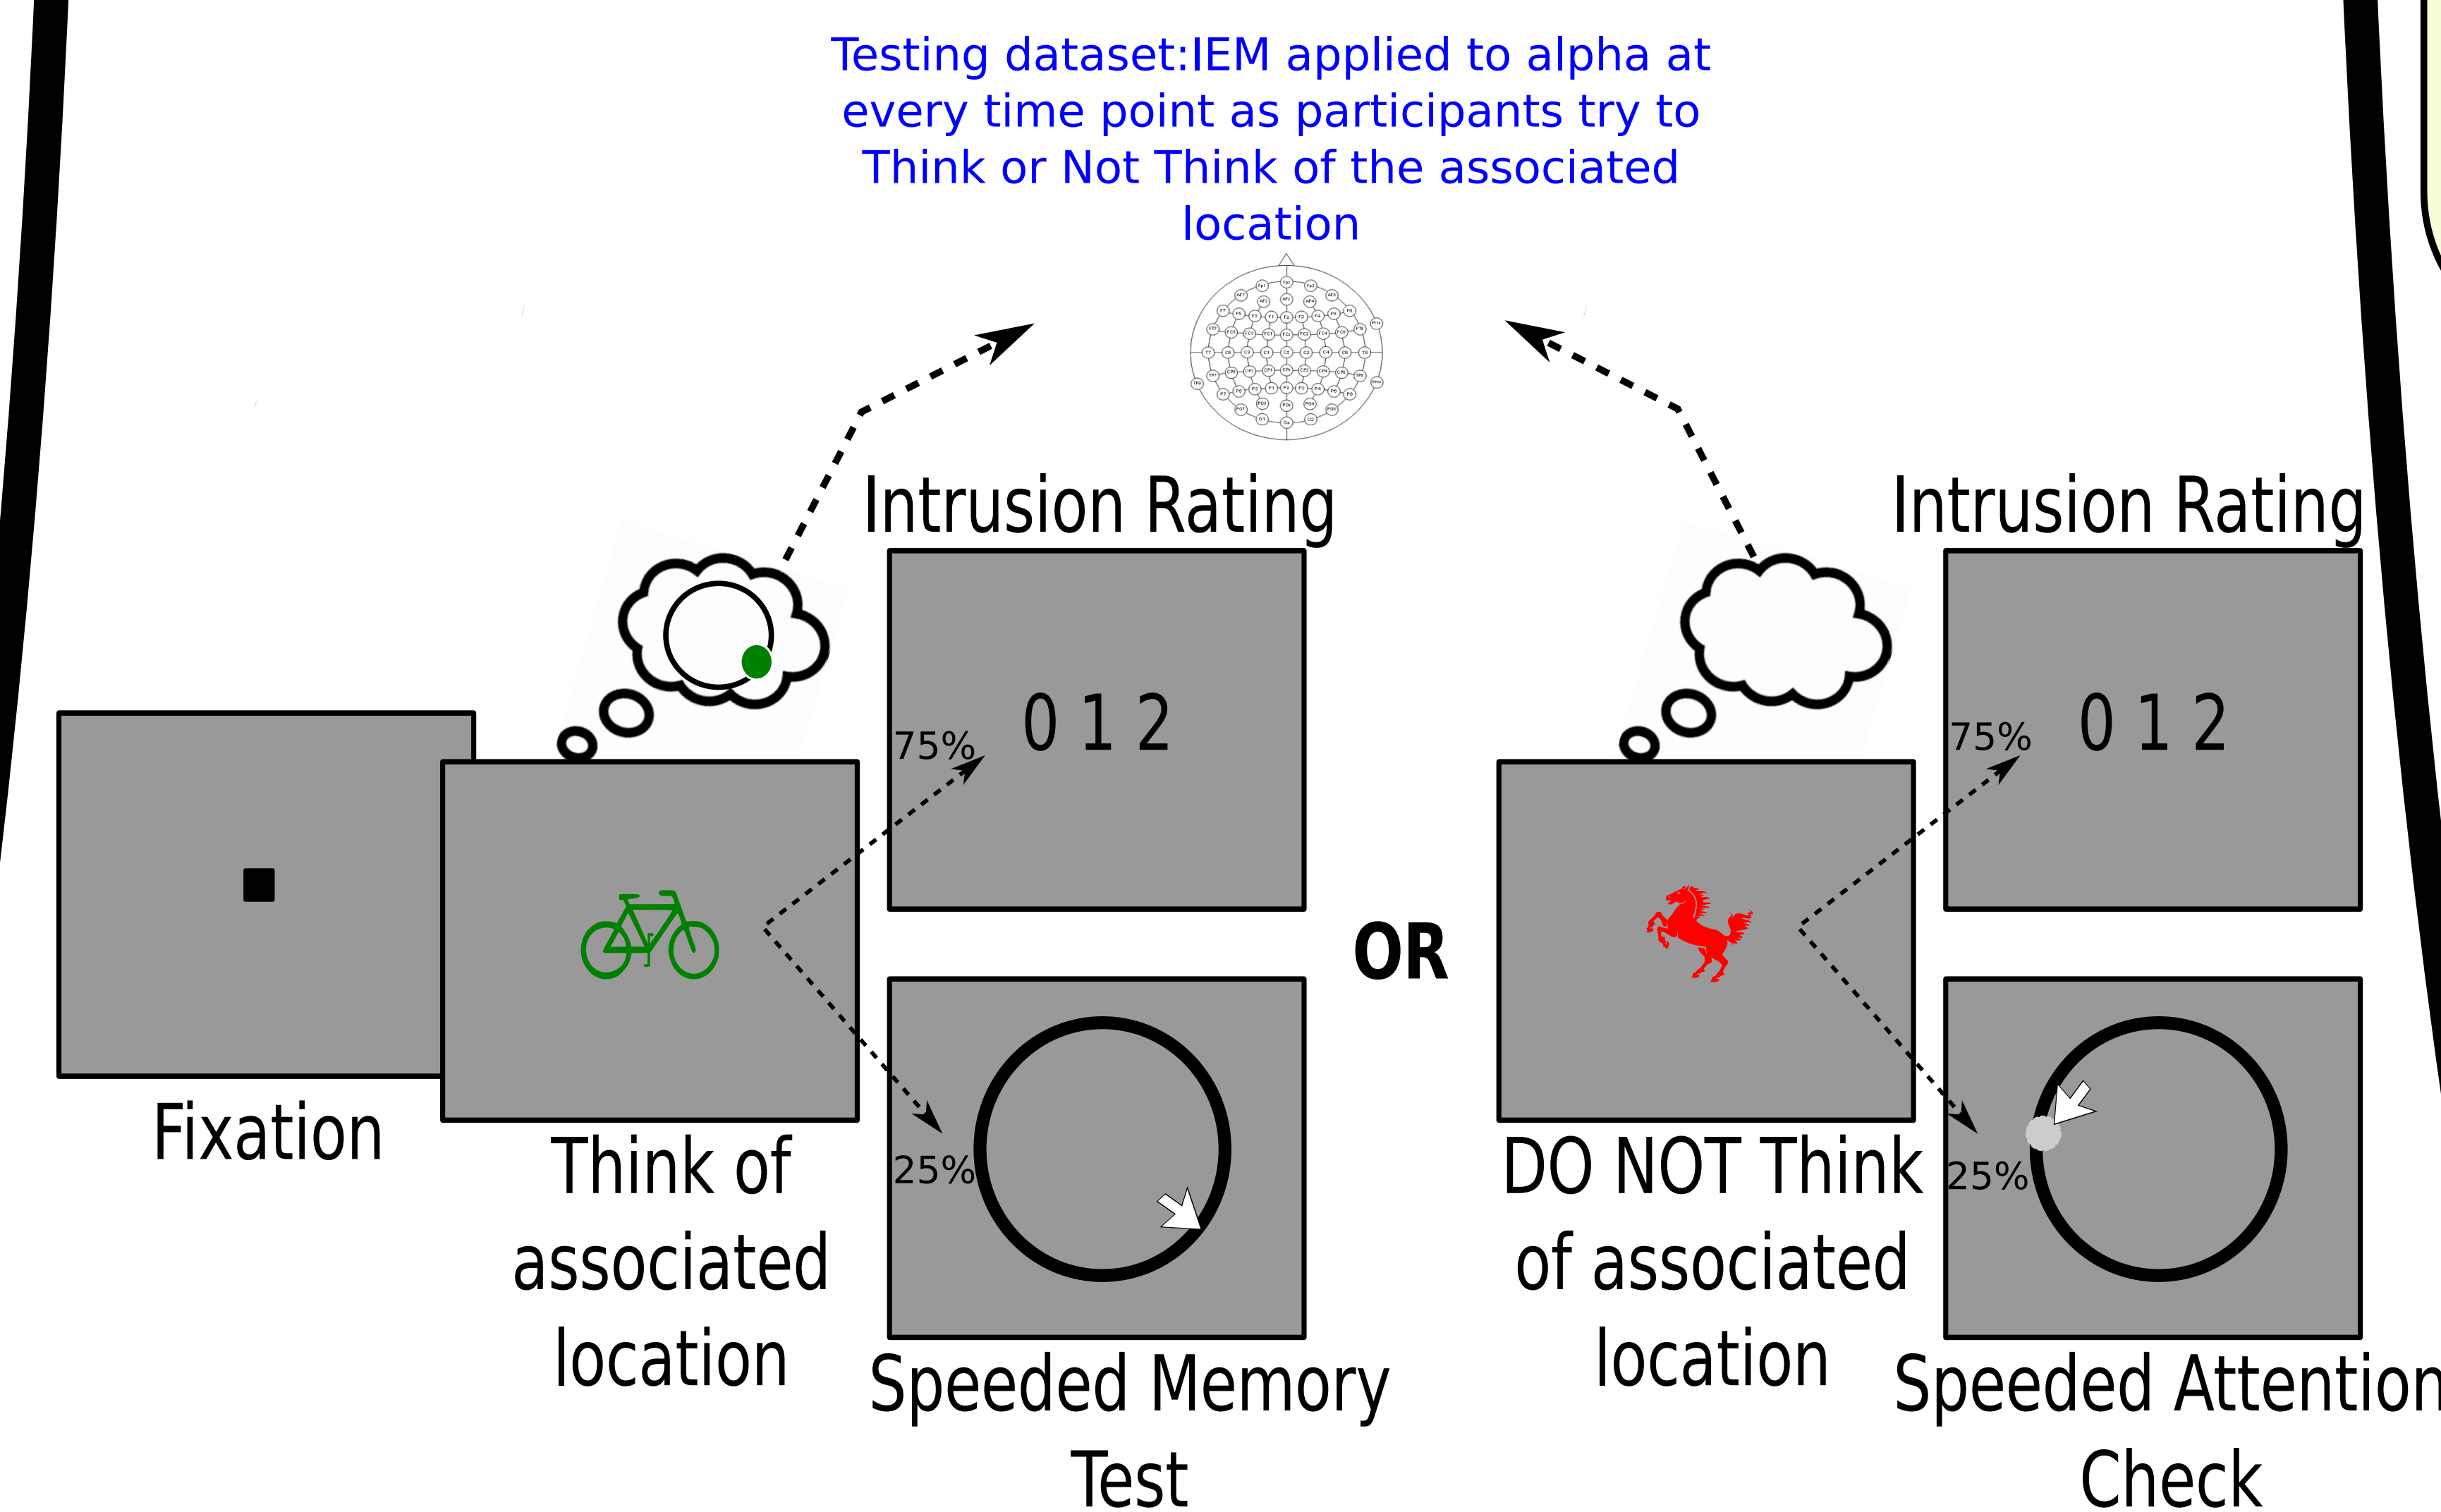 Testing dataset:IEM applied to alpha at
every time point as participants try to
Think or Not Think of the associated
location
Intrusion Rating
Intrusion Rating
75%
0 1 2
75%
0 1 2
OR
Fixation
Think of
associated
location
25%
DO NOT Think
of associated
location
25%
Speeded Memory
Test
Speeded Attention
Check